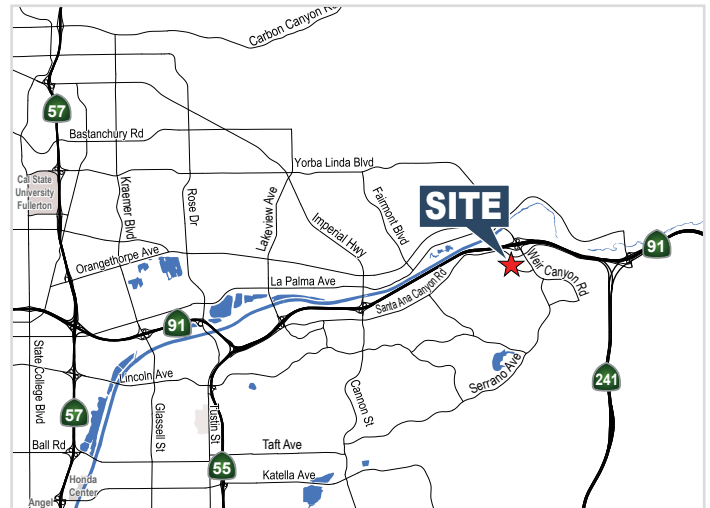 Carbon Canyon Rd
57
Bastanchury Rd
Yorba Linda Blvd
Cal State
University
Fullerton
Kraemer Blvd
Rose Dr
Lakeview Ave
Imperial Hwy
Fairmont Blvd
SITE
91
Orangethorpe Ave
La Palma Ave
Santa Ana Canyon Rd
Weir Canyon Rd
91
State College Blvd
Lincoln Ave
Serrano Ave
241
57
Glassell St
Tustin St
Cannon St
Ball Rd
Taft Ave
55
Katella Ave
Honda
Center
Angel